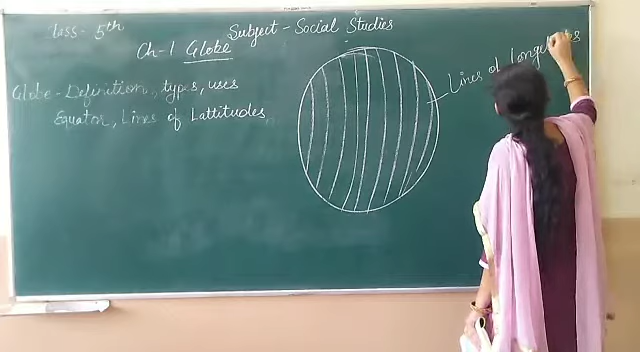 Class - 5th
Subject - Social Studies
Ch-1 Globe
Globe - Definition, types, uses
Equator, Lines of Lattitudes,
Lines of Longitudes